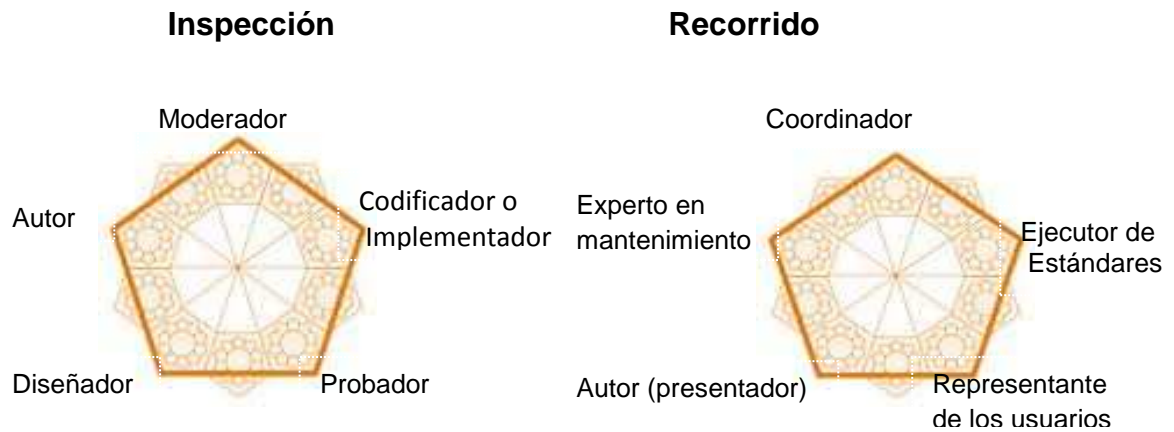 Inspección
Recorrido
Moderador
Autor
Codificador o
Implementador
Diseñador
Probador
Coordinador
Experto en
mantenimiento
Ejecutor de
Estándares
Autor (presentador)
Representante
de los usuarios